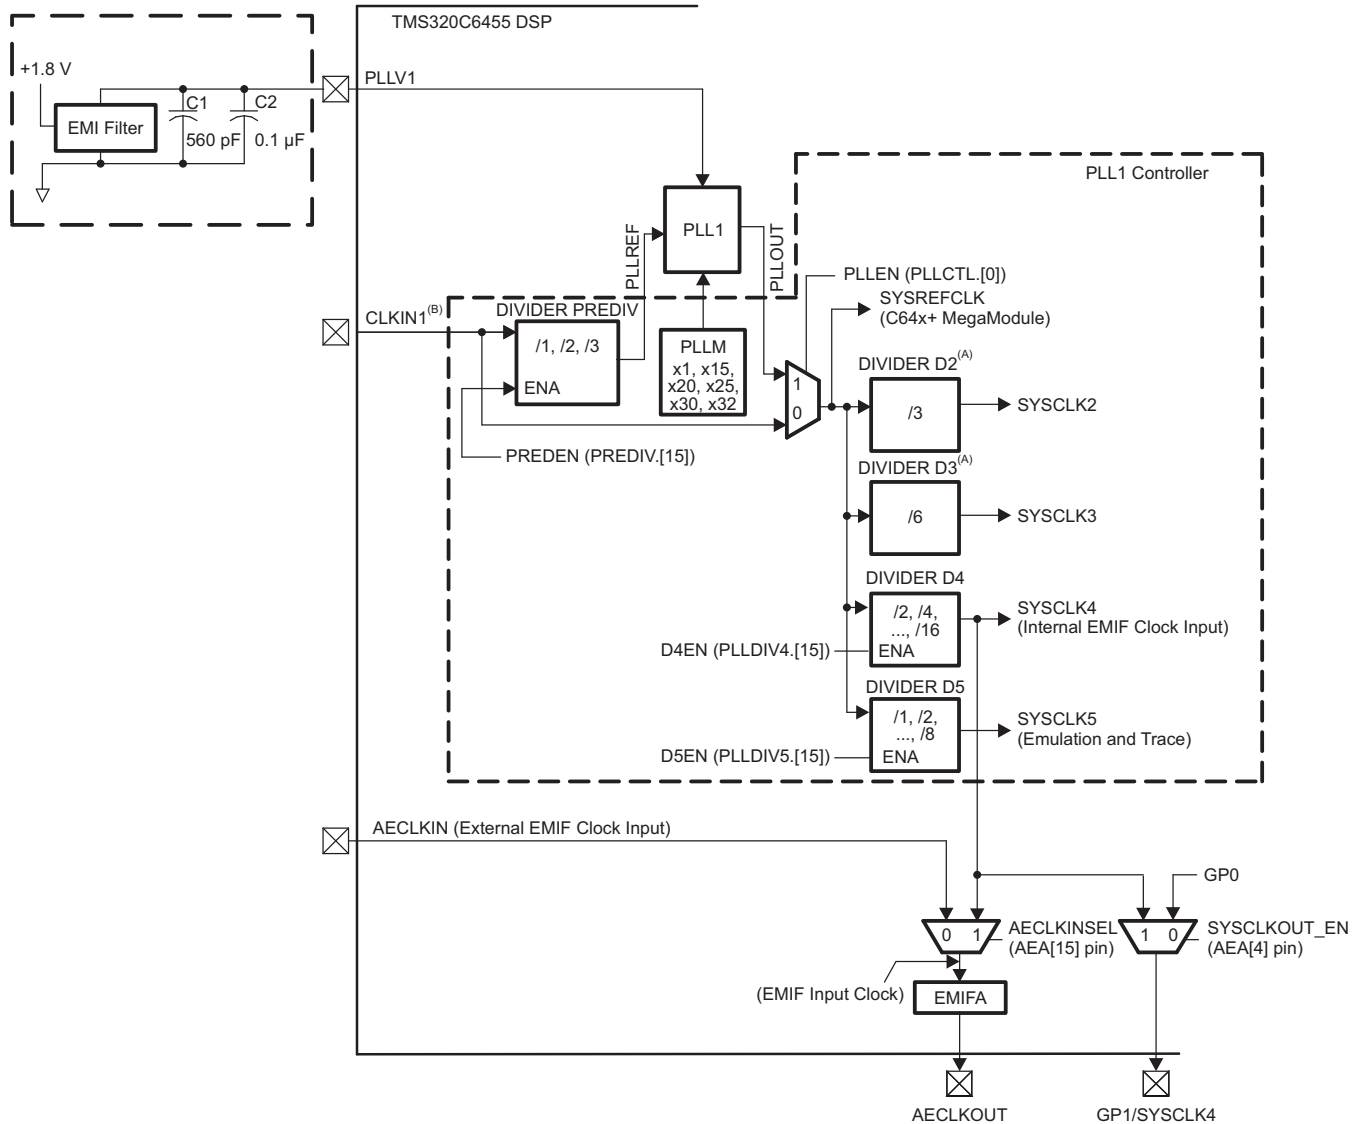 TMS320C6455 DSP
+1.8 V
PLLV1
C1
C2
EMI Filter
560 pF
0.1 µF
PLL1 Controller
PLL1
PLLREF
PLLOUT
PLLEN (PLLCTL.[0])
SYSREFCLK
(C64x+ MegaModule)
CLKIN1(B)
DIVIDER PREDIV
/1, /2, /3
ENA
PLLM
x1, x15,
x20, x25,
x30, x32
1
0
DIVIDER D2(A)
/3
SYSCLK2
PREDEN (PREDIV.[15])
DIVIDER D3(A)
/6
SYSCLK3
DIVIDER D4
/2, /4,
..., /16
ENA
SYSCLK4
(Internal EMIF Clock Input)
D4EN (PLLDIV4.[15])
DIVIDER D5
/1, /2,
..., /8
ENA
SYSCLK5
(Emulation and Trace)
D5EN (PLLDIV5.[15])
AECLKIN (External EMIF Clock Input)
GP0
0 1
AECLKINSEL
(AEA[15] pin)
1 0
SYSCLKOUT_EN
(AEA[4] pin)
(EMIF Input Clock)
EMIFA
AECLKOUT
GP1/SYSCLK4